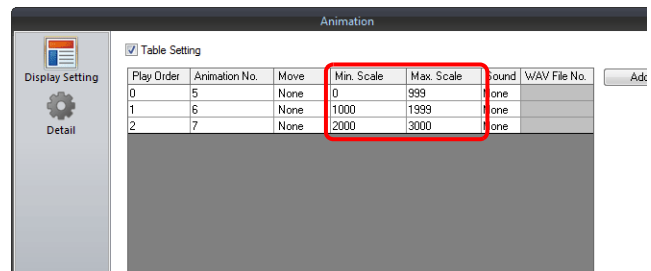 Animation
Display Setting
Detail
Table Setting
Play Order Animation No. Move Min. Scale Max. Scale Sound WAV File No.
0 5 None 0 999 None
1 6 None 1000 1999 None
2 7 None 2000 3000 None
Add